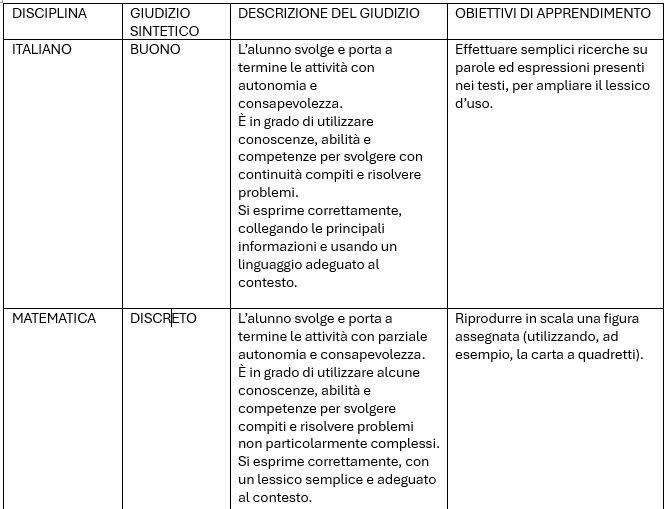 DISCIPLINA
GIUDIZIO
SINTETICO
DESCRIZIONE DEL GIUDIZIO
OBIETTIVI DI APPRENDIMENTO
ITALIANO
BUONO
L’alunno svolge e porta a
termine le attività con
autonomia e
consapevolezza.
È in grado di utilizzare
conoscenze, abilità e
competenze per svolgere con
continuità compiti e risolvere
problemi.
Si esprime correttamente,
collegando le principali
informazioni e usando un
linguaggio adeguato al
contesto.
Effettuare semplici ricerche su
parole ed espressioni presenti
nei testi, per ampliare il lessico
d’uso.
MATEMATICA
DISCRETO
L’alunno svolge e porta a
termine le attività con parziale
autonomia e consapevolezza.
È in grado di utilizzare alcune
conoscenze, abilità e
competenze per svolgere
compiti e risolvere problemi
non particolarmente complessi.
Si esprime correttamente, con
un lessico semplice e adeguato
al contesto.
Riprodurre in scala una figura
assegnata (utilizzando, ad
esempio, la carta a quadretti).